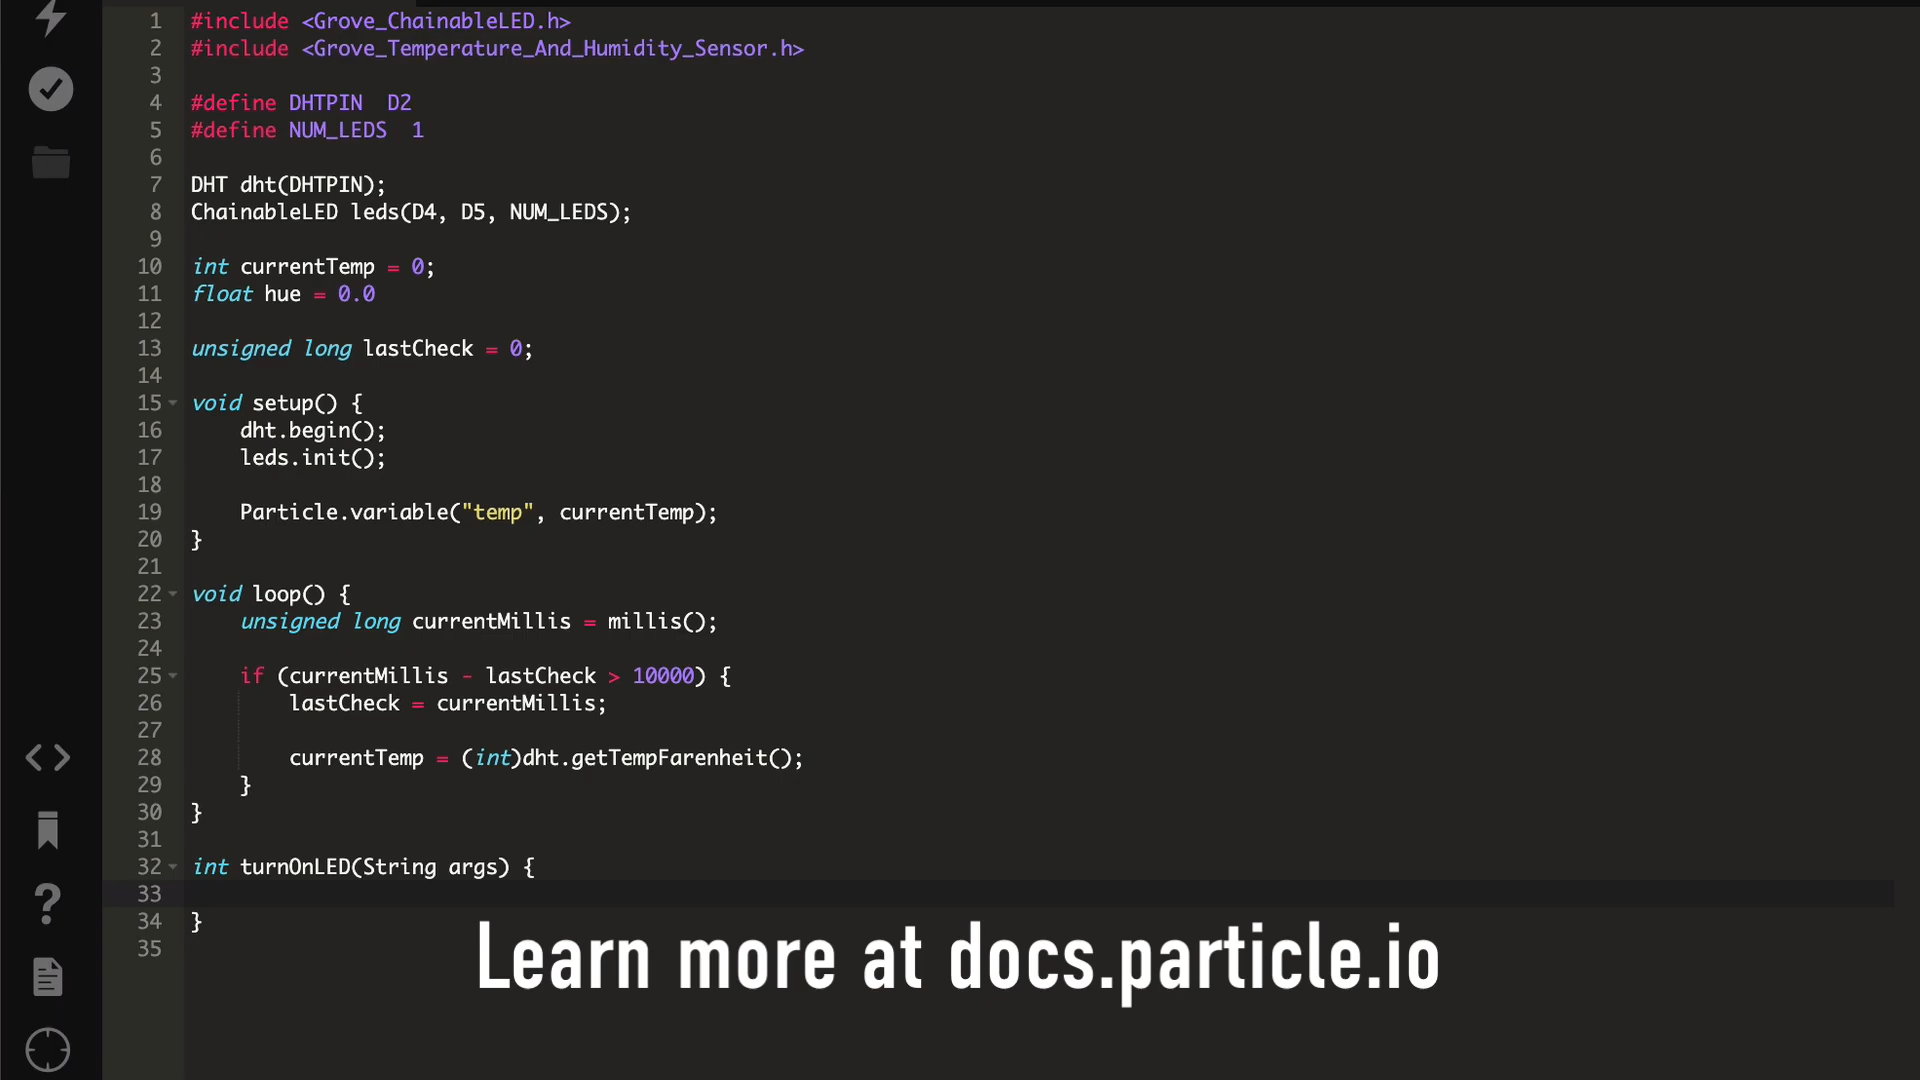 1 #include <Grove_ChainableLED.h>
2 #include <Grove_Temperature_And_Humidity_Sensor.h>
3
4 #define DHTPIN  D2
5 #define NUM_LEDS  1
6
7 DHT dht(DHTPIN);
8 ChainableLED leds(D4, D5, NUM_LEDS);
9
10 int currentTemp = 0;
11 float hue = 0.0
12
13 unsigned long lastCheck = 0;
14
15 void setup() {
16     dht.begin();
17     leds.init();
18
19     Particle.variable("temp", currentTemp);
20 }
21
22 void loop() {
23     unsigned long currentMillis = millis();
24
25     if (currentMillis - lastCheck > 10000) {
26         lastCheck = currentMillis;
27
28         currentTemp = (int)dht.getTempFarenheit();
29     }
30 }
31
32 int turnOnLED(String args) {
33
34 }
35
Learn more at docs.particle.io